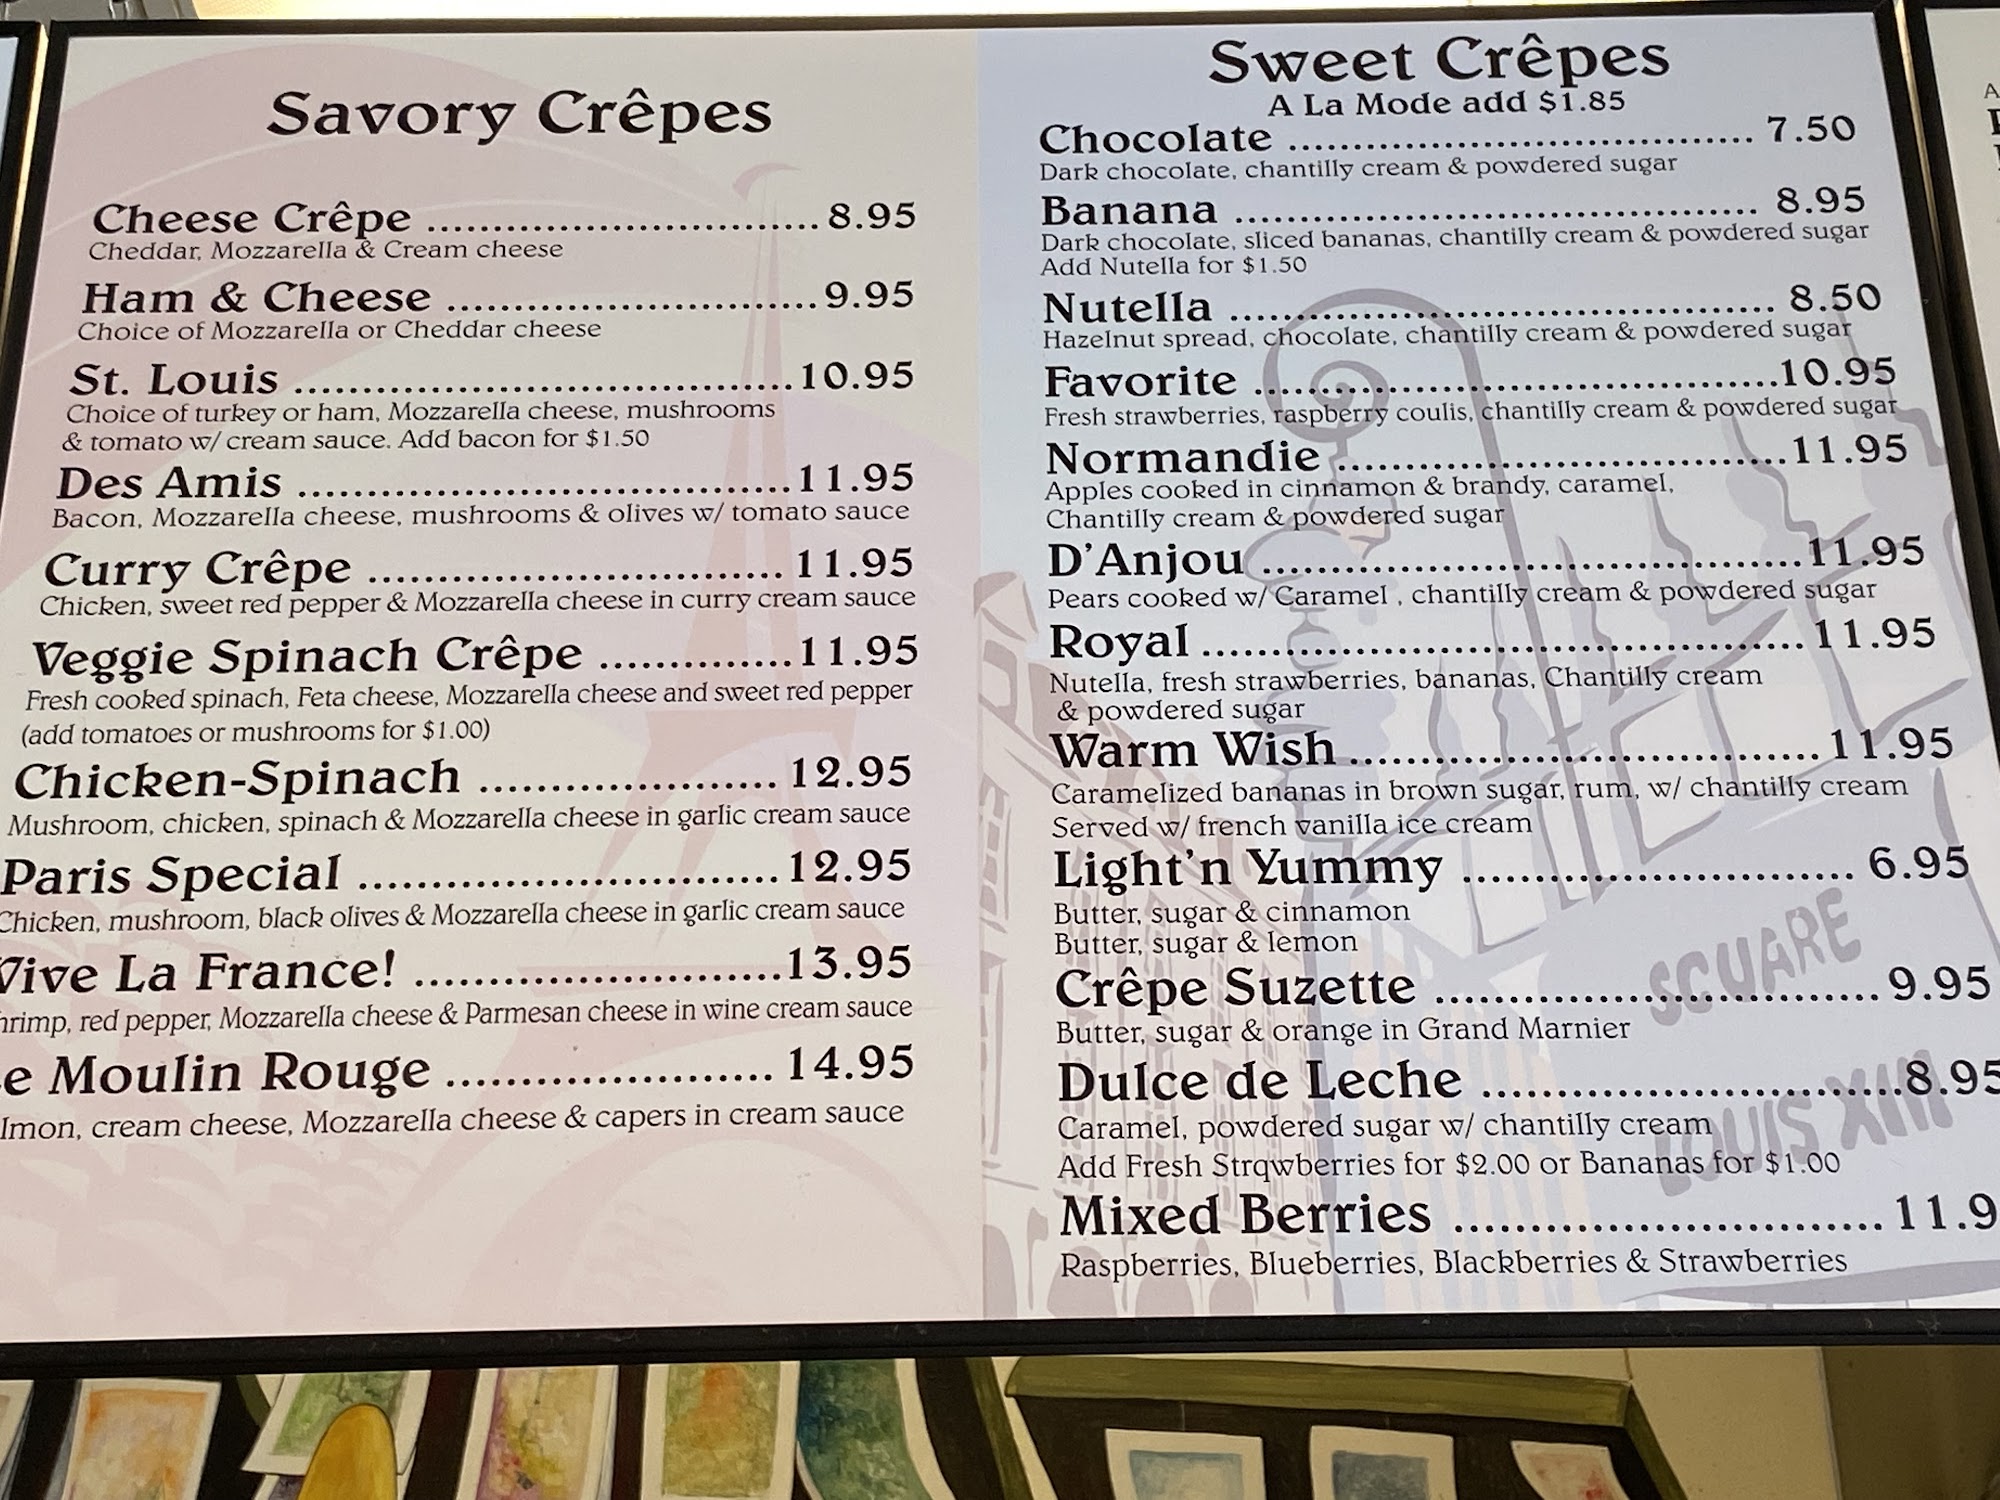 Savory Crêpes
Cheese Crêpe ................................ 8.95
Cheddar, Mozzarella & Cream cheese
Ham & Cheese ............................... 9.95
Choice of Mozzarella or Cheddar cheese
St. Louis ......................................... 10.95
Choice of turkey or ham, Mozzarella cheese, mushrooms
& tomato w/ cream sauce. Add bacon for $1.50
Des Amis ........................................ 11.95
Bacon, Mozzarella cheese, mushrooms & olives w/ tomato sauce
Curry Crêpe .................................. 11.95
Chicken, sweet red pepper & Mozzarella cheese in curry cream sauce
Veggie Spinach Crêpe ............... 11.95
Fresh cooked spinach, Feta cheese, Mozzarella cheese and sweet red pepper
(add tomatoes or mushrooms for $1.00)
Chicken-Spinach ....................... 12.95
Mushroom, chicken, spinach & Mozzarella cheese in garlic cream sauce
Paris Special ................................ 12.95
Chicken, mushroom, black olives & Mozzarella cheese in garlic cream sauce
Vive La France! ............................ 13.95
hrimp, red pepper, Mozzarella cheese & Parmesan cheese in wine cream sauce
e Moulin Rouge ......................... 14.95
lmon, cream cheese, Mozzarella cheese & capers in cream sauce
Sweet Crêpes
A La Mode add $1.85
Chocolate .................................... 7.50
Dark chocolate, chantilly cream & powdered sugar
Banana ........................................ 8.95
Dark chocolate, sliced bananas, chantilly cream & powdered sugar
Add Nutella for $1.50
Nutella .......................................... 8.50
Hazelnut spread, chocolate, chantilly cream & powdered sugar
Favorite ........................................ 10.95
Fresh strawberries, raspberry coulis, chantilly cream & powdered sugar
Normandie .................................. 11.95
Apples cooked in cinnamon & brandy, caramel,
Chantilly cream & powdered sugar
D'Anjou ......................................... 11.95
Pears cooked w/ Caramel , chantilly cream & powdered sugar
Royal .............................................. 11.95
Nutella, fresh strawberries, bananas, Chantilly cream
& powdered sugar
Warm Wish ................................... 11.95
Caramelized bananas in brown sugar, rum, w/ chantilly cream
Served w/ french vanilla ice cream
Light'n Yummy ............................. 6.95
Butter, sugar & cinnamon
Butter, sugar & lemon
Crêpe Suzette ............................... 9.95
Butter, sugar & orange in Grand Marnier
SCUARE
Dulce de Leche ............................ 8.95
Caramel, powdered sugar w/ chantilly cream
LOUIS XIII
Add Fresh Strqwberries for $2.00 or Bananas for $1.00
Mixed Berries ............................... 11.9
Raspberries, Blueberries, Blackberries & Strawberries